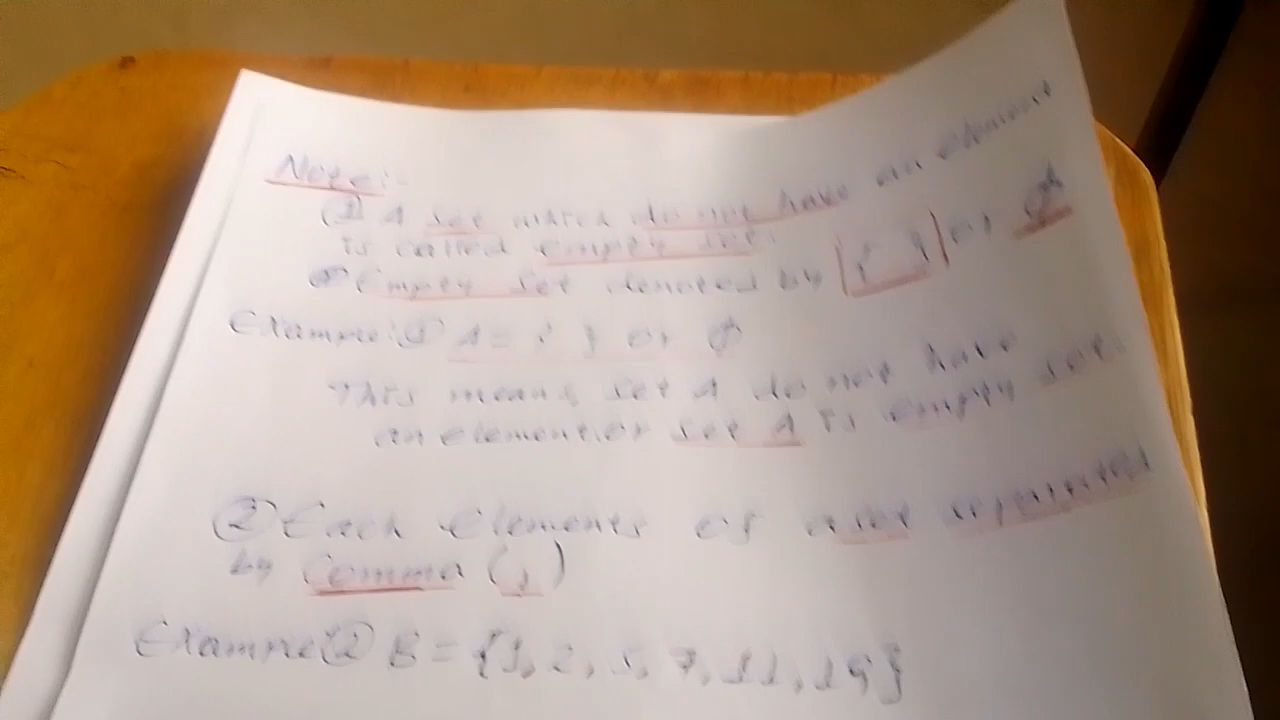 Note:-
(1) A set which do not have an element
is called empty set.
Empty set denoted by { } or ϕ
Example: ① A = { } or ϕ
This means set A do not have
an element, or set A is empty set.
② Each elements of a set separated
by Comma (,)
Example ② B = {1, 2, 5, 7, 11, 19}